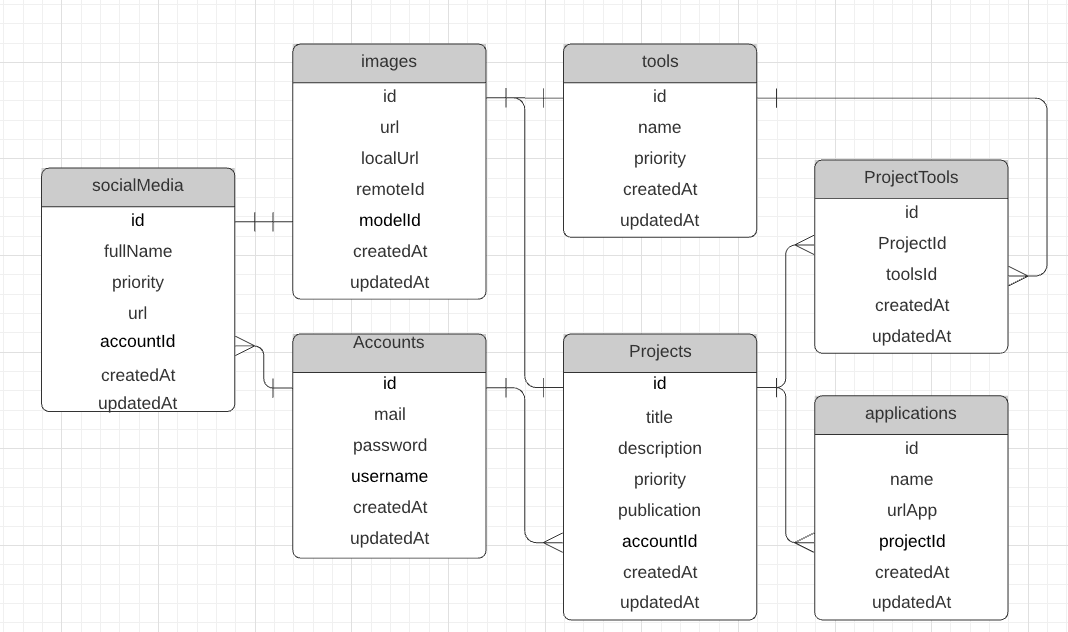 images
id
url
localUrl
remoteId
modelId
createdAt
updatedAt
tools
id
name
priority
createdAt
updatedAt
socialMedia
id
fullName
priority
url
accountId
createdAt
updatedAt
ProjectTools
id
ProjectId
toolsId
createdAt
updatedAt
Accounts
id
mail
password
username
createdAt
updatedAt
Projects
id
title
description
priority
publication
accountId
createdAt
updatedAt
applications
id
name
urlApp
projectId
createdAt
updatedAt